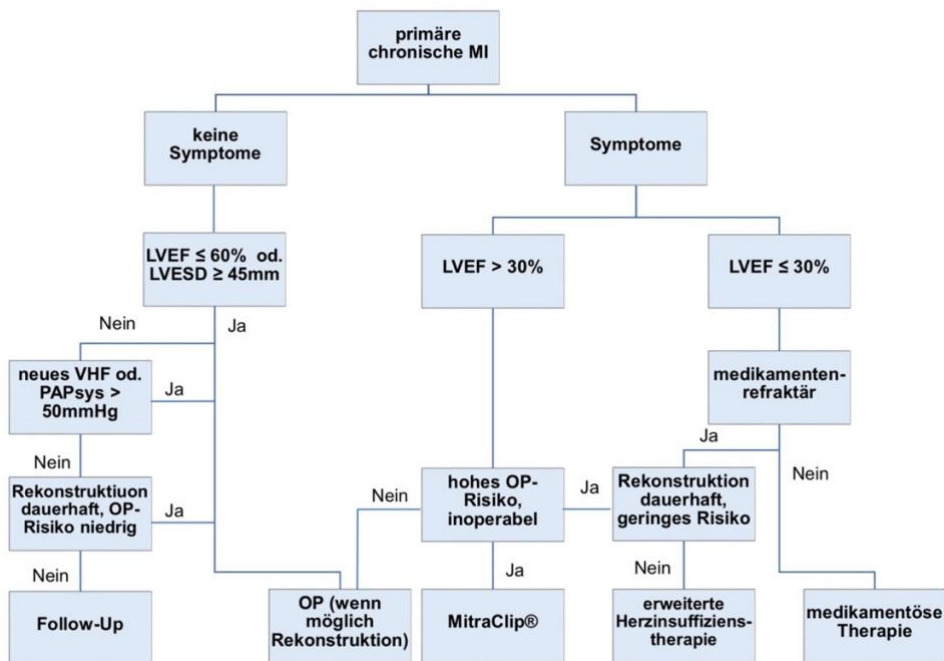 primäre
chronische MI
keine
Symptome
Symptome
LVEF ≤ 60% od.
LVESD ≥ 45mm
LVEF > 30%
LVEF ≤ 30%
Nein
Ja
neues VHF od.
PAPsys >
50mmHg
Ja
medikamenten-
refraktär
Nein
Ja
Nein
Rekonstruktiuon
dauerhaft, OP-
Risiko niedrig
Ja
Nein
hohes OP-
Risiko,
inoperabel
Ja
Rekonstruktion
dauerhaft,
geringes Risiko
Nein
Ja
Nein
Follow-Up
OP (wenn
möglich
Rekonstruktion)
MitraClip®
erweiterte
Herzinsuffiziens-
therapie
medikamentöse
Therapie